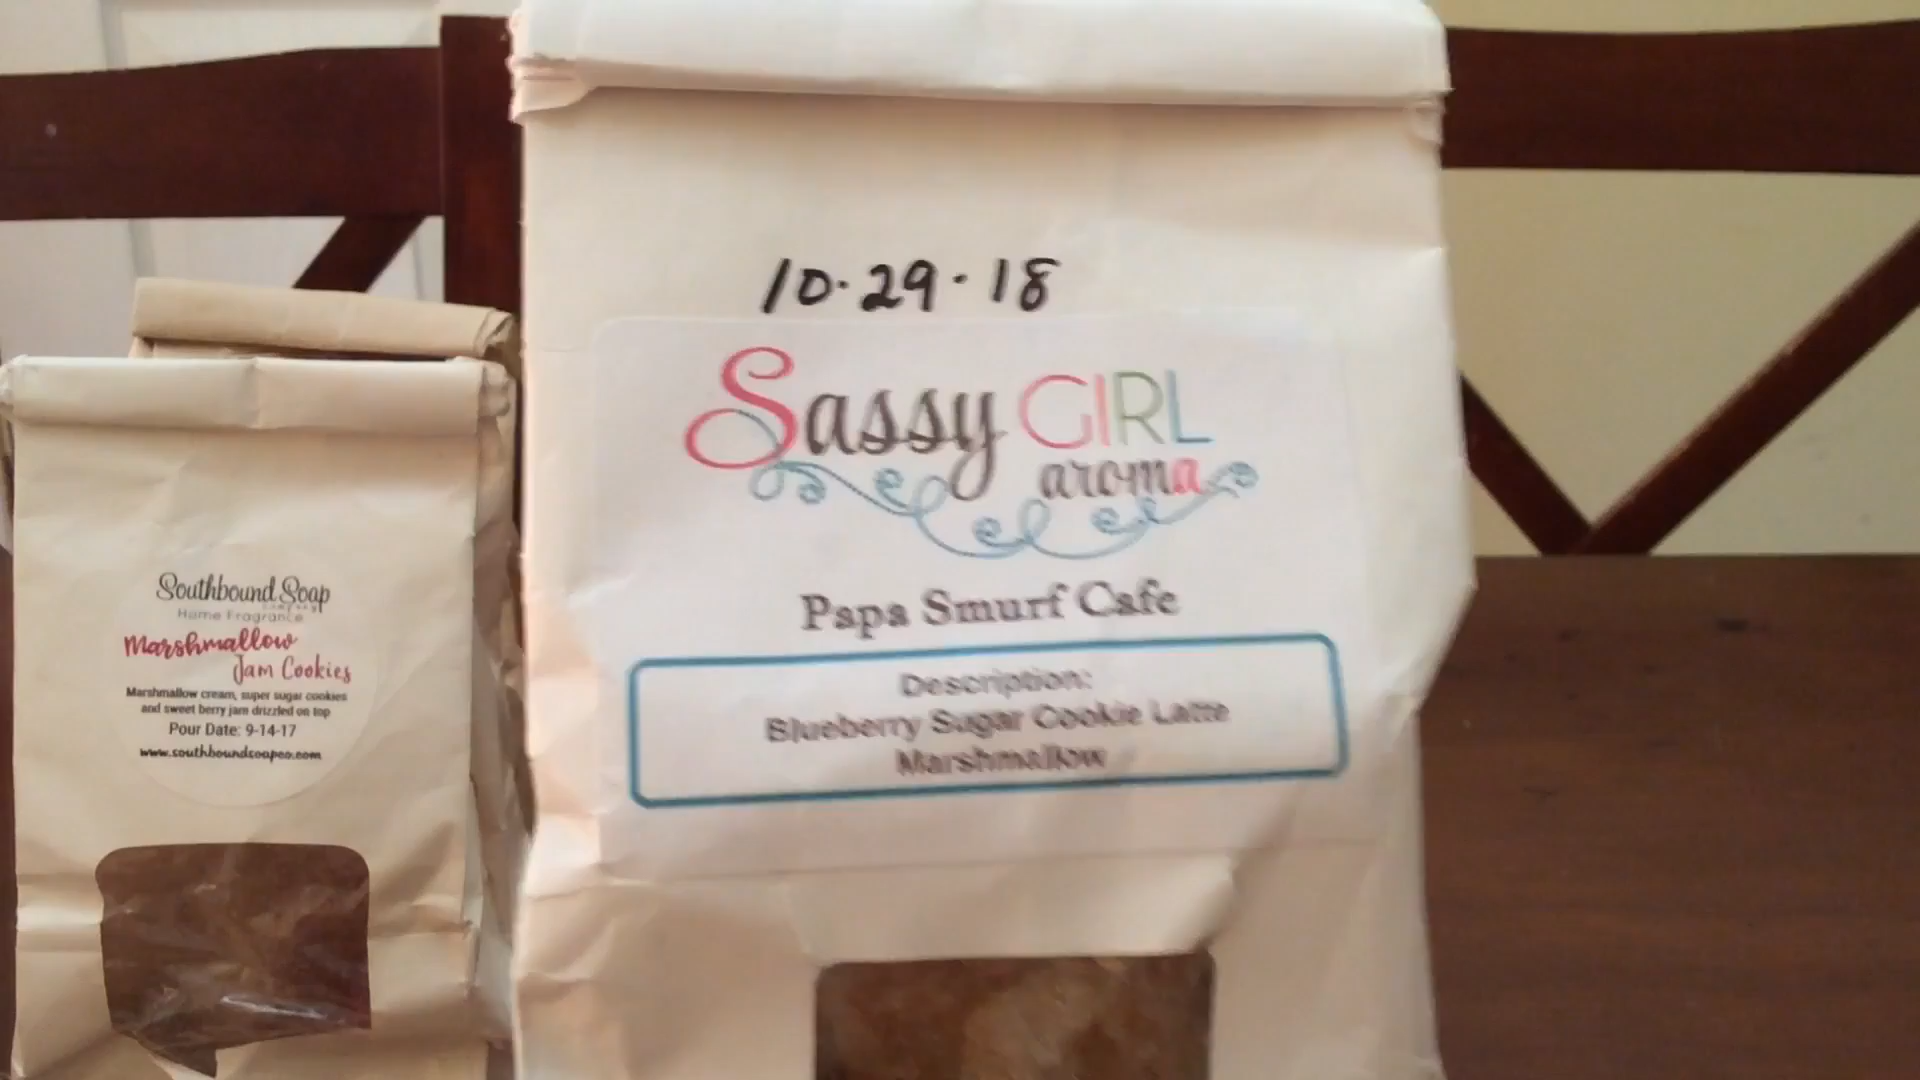 10·29·18
Sassy GIRL
aroma
Papa Smurf Cafe
Description:
Blueberry Sugar Cookie Latte
Marshmallow
Southbound Soap
COMPANY
Home Fragrance
Marshmallow
Jam Cookies
Marshmallow cream, super sugar cookies
and sweet berry jam drizzled on top
Pour Date: 9-14-17
www.southboundsoapco.com